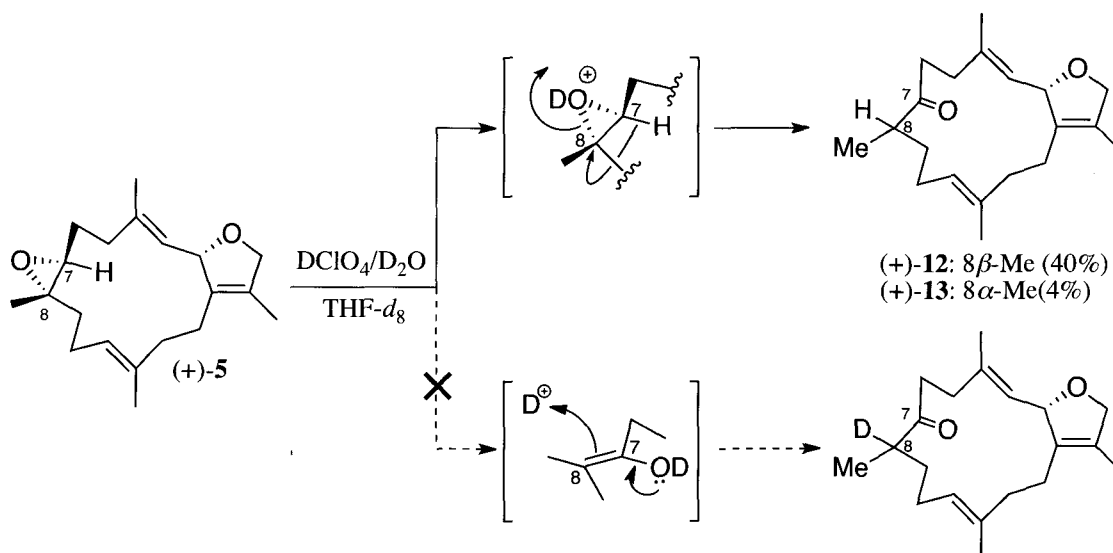 O
7
H
8
(+)-5
O
DClO₄/D₂O
THF-d₈
⊕
DO
H
8
O
7
O
H
8
Me
(+)-12: 8β-Me (40%)
(+)-13: 8α-Me(4%)
D⊕
7
8
OD
O
7
O
D
8
Me